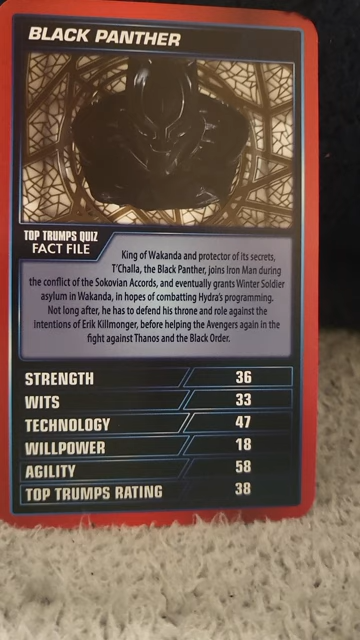 BLACK PANTHER
TOP TRUMPS QUIZ
FACT FILE
King of Wakanda and protector of its secrets,
T'Challa, the Black Panther, joins Iron Man during
the conflict of the Sokovian Accords, and eventually grants Winter Soldier
asylum in Wakanda, in hopes of combatting Hydra's programming.
Not long after, he has to defend his throne and role against the
intentions of Erik Killmonger, before helping the Avengers again in the
fight against Thanos and the Black Order.
STRENGTH 36
WITS 33
TECHNOLOGY 47
WILLPOWER 18
AGILITY 58
TOP TRUMPS RATING 38